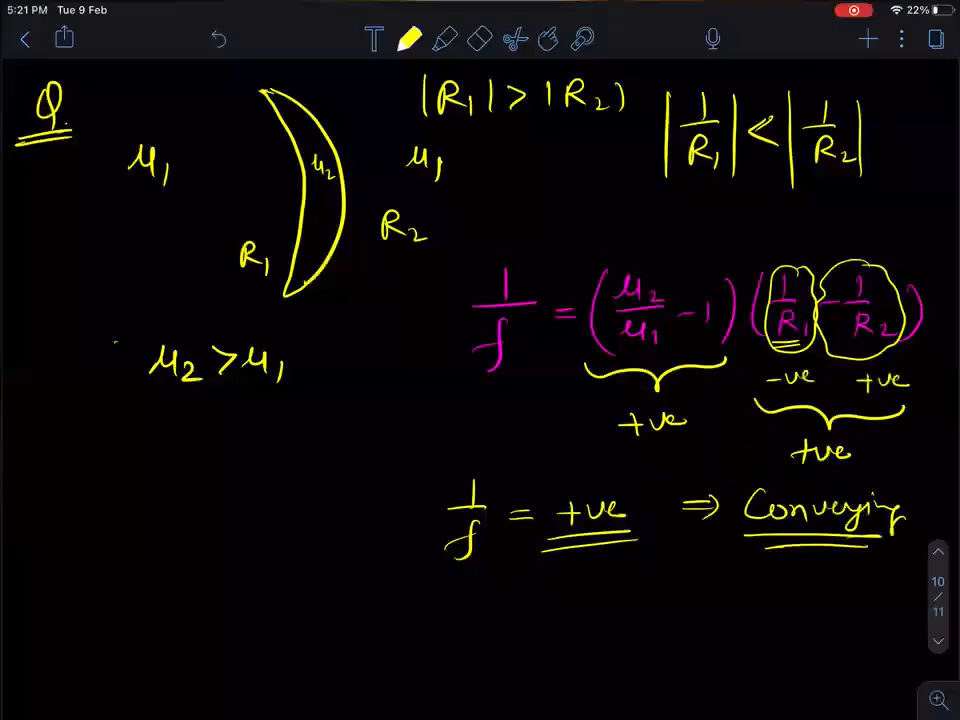 5:21 PM Tue 9 Feb
22%
T
Q.
|R₁| > |R₂|
|1/R₁| < |1/R₂|
μ₁
μ₂
μ₁
R₁
R₂
μ₂ > μ₁
1/f = (μ₂/μ₁ - 1) (1/R₁ - 1/R₂)
-ve +ve
+ve
+ve
1/f = +ve ⇒ Converging
10
/
11